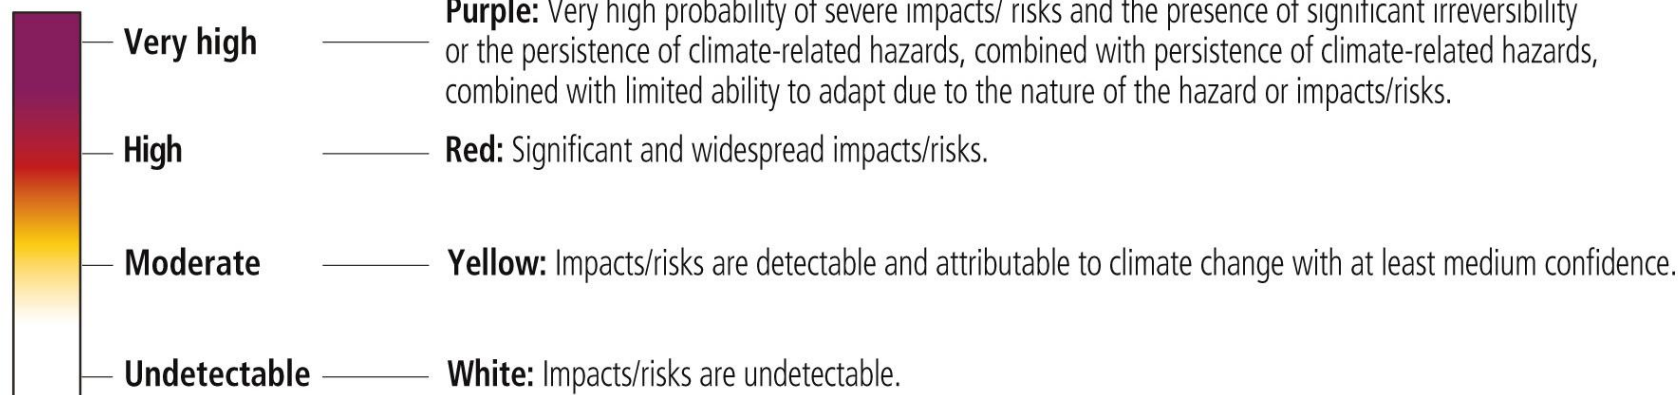 Very high Purple: Very high probability of severe impacts/ risks and the presence of significant irreversibility
or the persistence of climate-related hazards, combined with persistence of climate-related hazards,
combined with limited ability to adapt due to the nature of the hazard or impacts/risks.
High Red: Significant and widespread impacts/risks.
Moderate Yellow: Impacts/risks are detectable and attributable to climate change with at least medium confidence.
Undetectable White: Impacts/risks are undetectable.